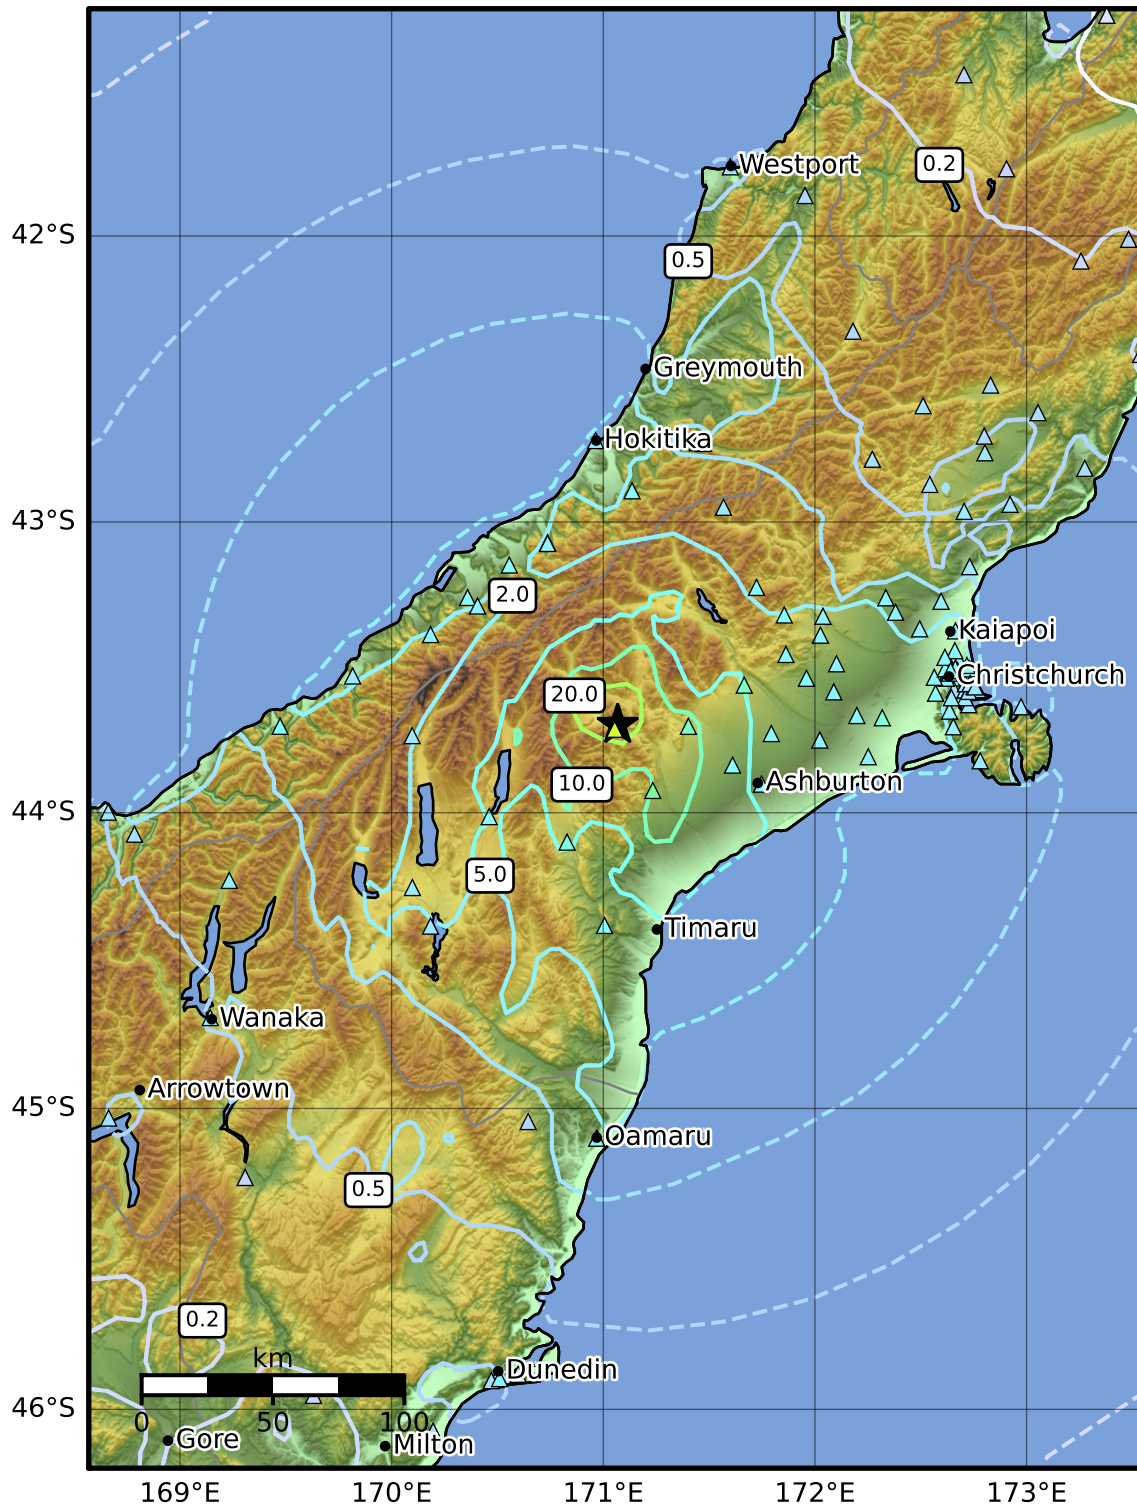 Westport
0.2
42°S
0.5
Greymouth
Hokitika
43°S
2.0
Kaiapoi
Christchurch
20.0
10.0
Ashburton
44°S
5.0
Timaru
Wanaka
Arrowtown
45°S
Oamaru
0.5
0.2
km
Dunedin
0 50 100
46°S
Gore
Milton
169°E 170°E 171°E 172°E 173°E